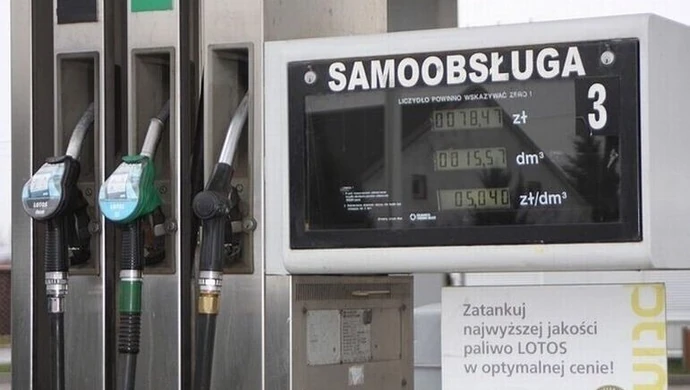 SAMOOBSŁUGA
3
LICZYDŁO POWINNO WSKAZYWAĆ ZERO !
0078,47 zł
0015,57 dm³
05,040 zł/dm³
LOTOS
Zatankuj
najwyższej jakości
paliwo LOTOS
w optymalnej cenie!